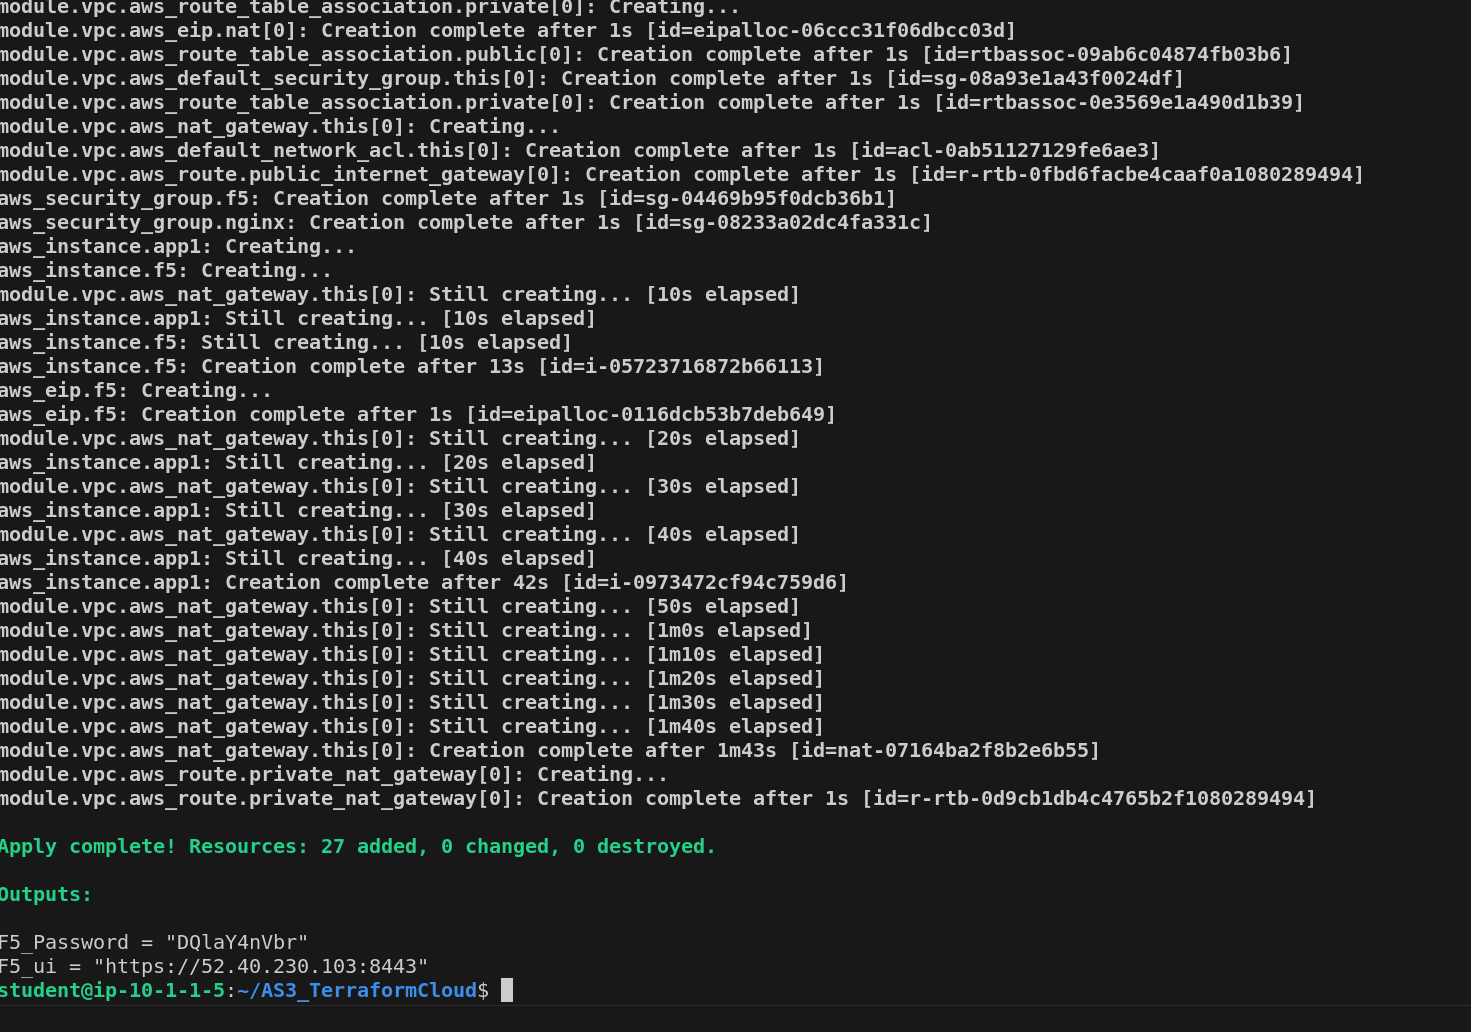 module.vpc.aws_route_table_association.private[0]: Creating...
module.vpc.aws_eip.nat[0]: Creation complete after 1s [id=eipalloc-06ccc31f06dbcc03d]
module.vpc.aws_route_table_association.public[0]: Creation complete after 1s [id=rtbassoc-09ab6c04874fb03b6]
module.vpc.aws_default_security_group.this[0]: Creation complete after 1s [id=sg-08a93e1a43f0024df]
module.vpc.aws_route_table_association.private[0]: Creation complete after 1s [id=rtbassoc-0e3569e1a490d1b39]
module.vpc.aws_nat_gateway.this[0]: Creating...
module.vpc.aws_default_network_acl.this[0]: Creation complete after 1s [id=acl-0ab51127129fe6ae3]
module.vpc.aws_route.public_internet_gateway[0]: Creation complete after 1s [id=r-rtb-0fbd6facbe4caaf0a1080289494]
aws_security_group.f5: Creation complete after 1s [id=sg-04469b95f0dcb36b1]
aws_security_group.nginx: Creation complete after 1s [id=sg-08233a02dc4fa331c]
aws_instance.app1: Creating...
aws_instance.f5: Creating...
module.vpc.aws_nat_gateway.this[0]: Still creating... [10s elapsed]
aws_instance.app1: Still creating... [10s elapsed]
aws_instance.f5: Still creating... [10s elapsed]
aws_instance.f5: Creation complete after 13s [id=i-05723716872b66113]
aws_eip.f5: Creating...
aws_eip.f5: Creation complete after 1s [id=eipalloc-0116dcb53b7deb649]
module.vpc.aws_nat_gateway.this[0]: Still creating... [20s elapsed]
aws_instance.app1: Still creating... [20s elapsed]
module.vpc.aws_nat_gateway.this[0]: Still creating... [30s elapsed]
aws_instance.app1: Still creating... [30s elapsed]
module.vpc.aws_nat_gateway.this[0]: Still creating... [40s elapsed]
aws_instance.app1: Still creating... [40s elapsed]
aws_instance.app1: Creation complete after 42s [id=i-0973472cf94c759d6]
module.vpc.aws_nat_gateway.this[0]: Still creating... [50s elapsed]
module.vpc.aws_nat_gateway.this[0]: Still creating... [1m0s elapsed]
module.vpc.aws_nat_gateway.this[0]: Still creating... [1m10s elapsed]
module.vpc.aws_nat_gateway.this[0]: Still creating... [1m20s elapsed]
module.vpc.aws_nat_gateway.this[0]: Still creating... [1m30s elapsed]
module.vpc.aws_nat_gateway.this[0]: Still creating... [1m40s elapsed]
module.vpc.aws_nat_gateway.this[0]: Creation complete after 1m43s [id=nat-07164ba2f8b2e6b55]
module.vpc.aws_route.private_nat_gateway[0]: Creating...
module.vpc.aws_route.private_nat_gateway[0]: Creation complete after 1s [id=r-rtb-0d9cb1db4c4765b2f1080289494]
Apply complete! Resources: 27 added, 0 changed, 0 destroyed.
Outputs:
F5_Password = "DQlaY4nVbr"
F5_ui = "https://52.40.230.103:8443"
student@ip-10-1-1-5:~/AS3_TerraformCloud$